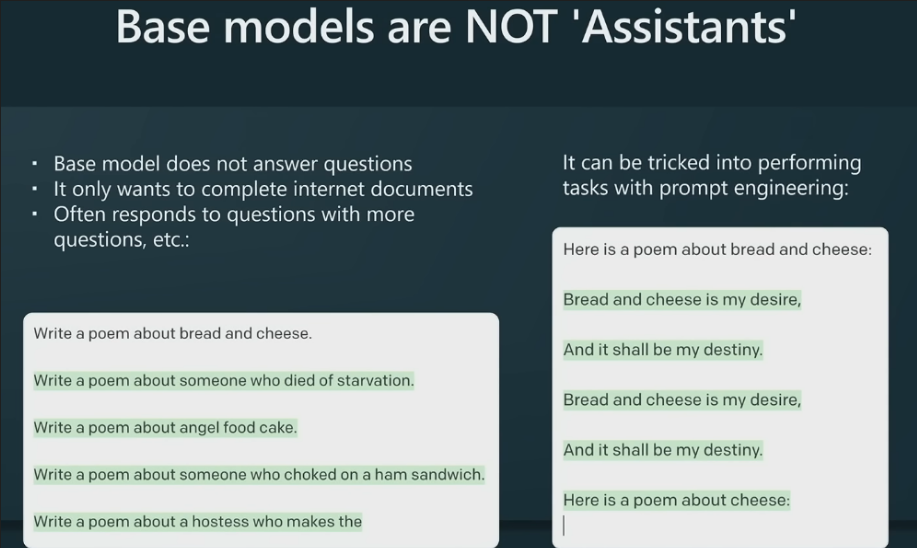 Base models are NOT 'Assistants'
▪ Base model does not answer questions
▪ It only wants to complete internet documents
▪ Often responds to questions with more
questions, etc.:
Write a poem about bread and cheese.
Write a poem about someone who died of starvation.
Write a poem about angel food cake.
Write a poem about someone who choked on a ham sandwich.
Write a poem about a hostess who makes the
It can be tricked into performing
tasks with prompt engineering:
Here is a poem about bread and cheese:
Bread and cheese is my desire,
And it shall be my destiny.
Bread and cheese is my desire,
And it shall be my destiny.
Here is a poem about cheese: